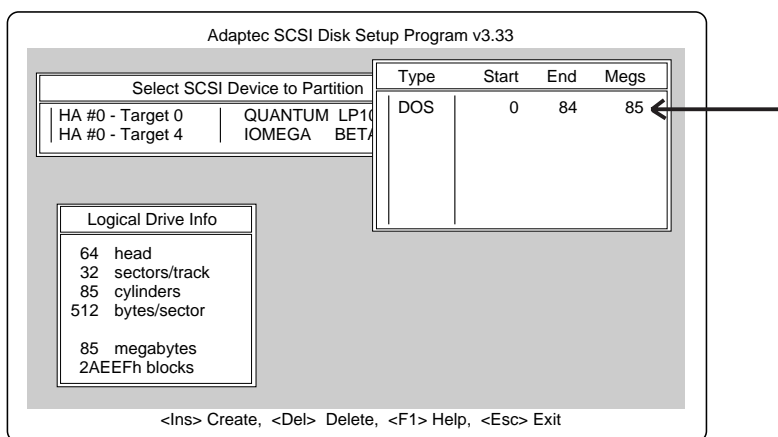 Adaptec SCSI Disk Setup Program v3.33
Select SCSI Device to Partition
HA #0 - Target 0 QUANTUM LP10
HA #0 - Target 4 IOMEGA BETA
Type Start End Megs
DOS 0 84 85
Logical Drive Info
64 head
32 sectors/track
85 cylinders
512 bytes/sector
85 megabytes
2AEEFh blocks
<Ins> Create, <Del> Delete, <F1> Help, <Esc> Exit